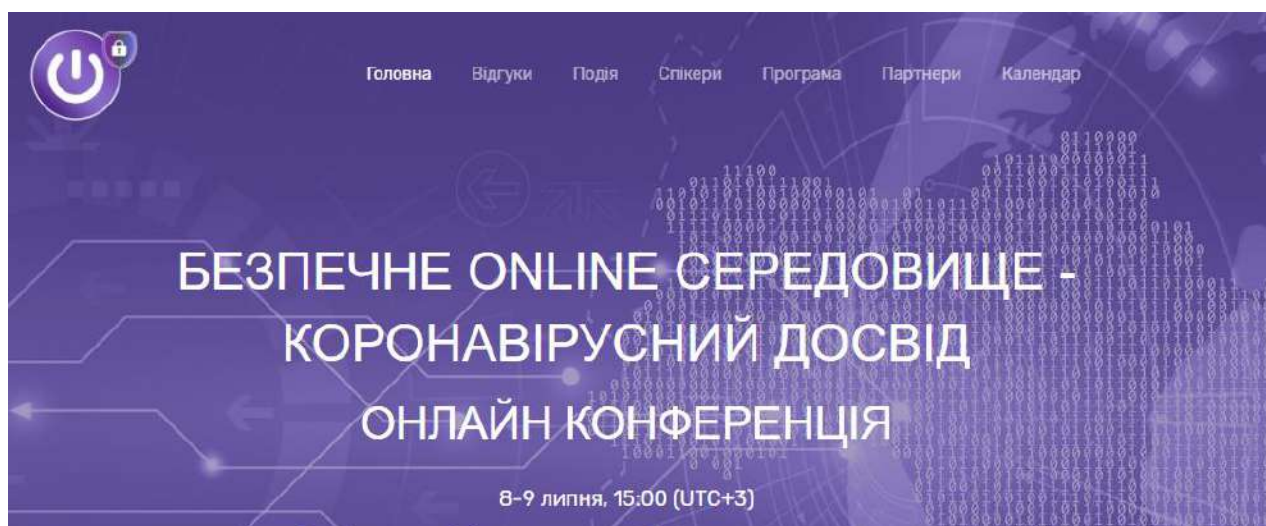 Головна Відгуки Подія Спікери Програма Партнери Календар
БЕЗПЕЧНЕ ONLINE СЕРЕДОВИЩЕ -
КОРОНАВІРУСНИЙ ДОСВІД
ОНЛАЙН КОНФЕРЕНЦІЯ
8-9 липня, 15:00 (UTC+3)